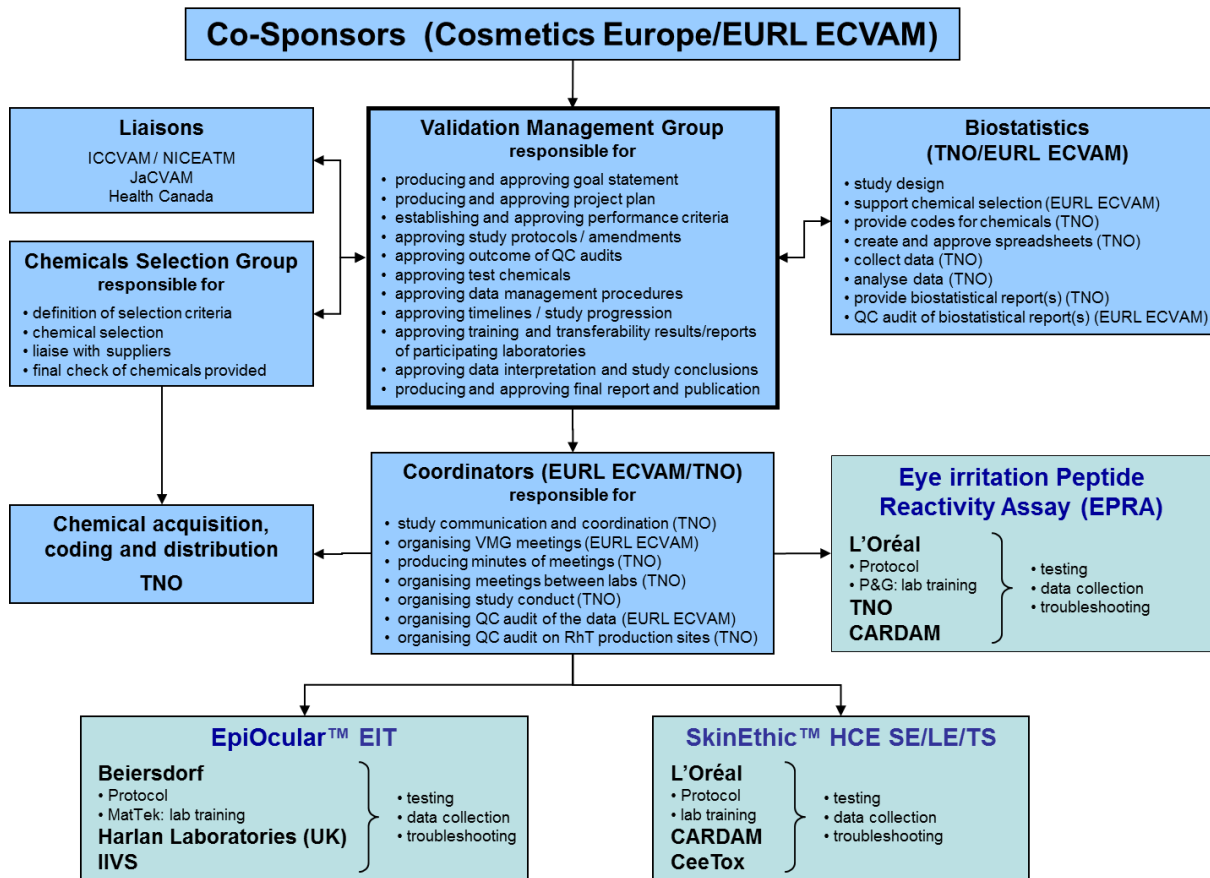 Co-Sponsors (Cosmetics Europe/EURL ECVAM)
Liaisons
ICCVAM / NICEATM
JaCVAM
Health Canada
Validation Management Group
responsible for
• producing and approving goal statement
• producing and approving project plan
• establishing and approving performance criteria
• approving study protocols / amendments
• approving outcome of QC audits
• approving test chemicals
• approving data management procedures
• approving timelines / study progression
• approving training and transferability results/reports
of participating laboratories
• approving data interpretation and study conclusions
• producing and approving final report and publication
Biostatistics
(TNO/EURL ECVAM)
• study design
• support chemical selection (EURL ECVAM)
• provide codes for chemicals (TNO)
• create and approve spreadsheets (TNO)
• collect data (TNO)
• analyse data (TNO)
• provide biostatistical report(s) (TNO)
• QC audit of biostatistical report(s) (EURL ECVAM)
Chemicals Selection Group
responsible for
• definition of selection criteria
• chemical selection
• liaise with suppliers
• final check of chemicals provided
Chemical acquisition,
coding and distribution
TNO
Coordinators (EURL ECVAM/TNO)
responsible for
• study communication and coordination (TNO)
• organising VMG meetings (EURL ECVAM)
• producing minutes of meetings (TNO)
• organising meetings between labs (TNO)
• organising study conduct (TNO)
• organising QC audit of the data (EURL ECVAM)
• organising QC audit on RhT production sites (TNO)
Eye irritation Peptide
Reactivity Assay (EPRA)
L'Oréal
• Protocol
• P&G: lab training
TNO
CARDAM
• testing
• data collection
• troubleshooting
EpiOcular™ EIT
Beiersdorf
• Protocol
• MatTek: lab training
Harlan Laboratories (UK)
IIVS
• testing
• data collection
• troubleshooting
SkinEthic™ HCE SE/LE/TS
L'Oréal
• Protocol
• lab training
CARDAM
CeeTox
• testing
• data collection
• troubleshooting